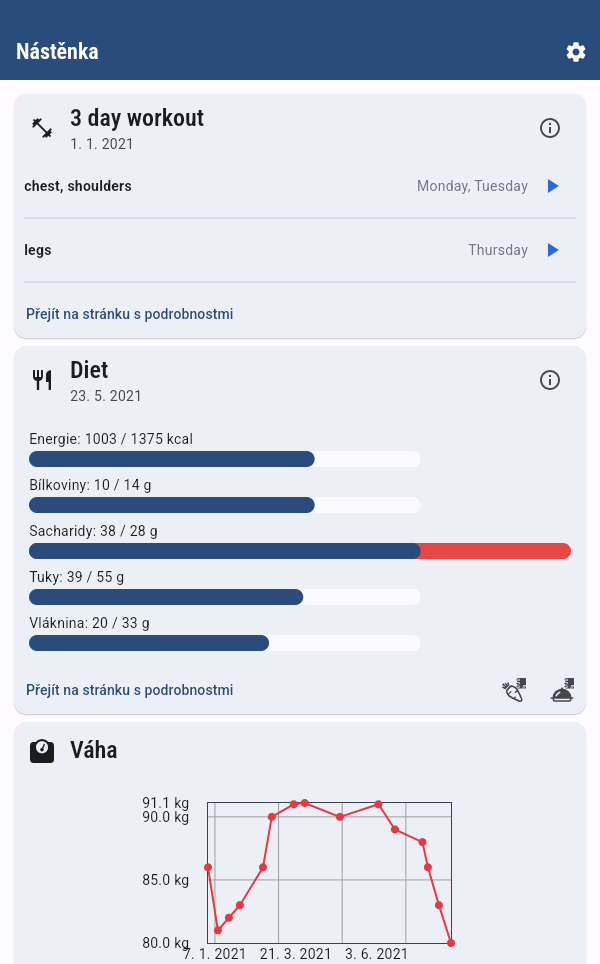 Nástěnka
3 day workout
1. 1. 2021
chest, shoulders Monday, Tuesday
legs Thursday
Přejít na stránku s podrobnostmi
Diet
23. 5. 2021
Energie: 1003 / 1375 kcal
Bílkoviny: 10 / 14 g
Sacharidy: 38 / 28 g
Tuky: 39 / 55 g
Vláknina: 20 / 33 g
Přejít na stránku s podrobnostmi
Váha
91.1 kg
90.0 kg
85.0 kg
80.0 kg
7. 1. 2021 21. 3. 2021 3. 6. 2021